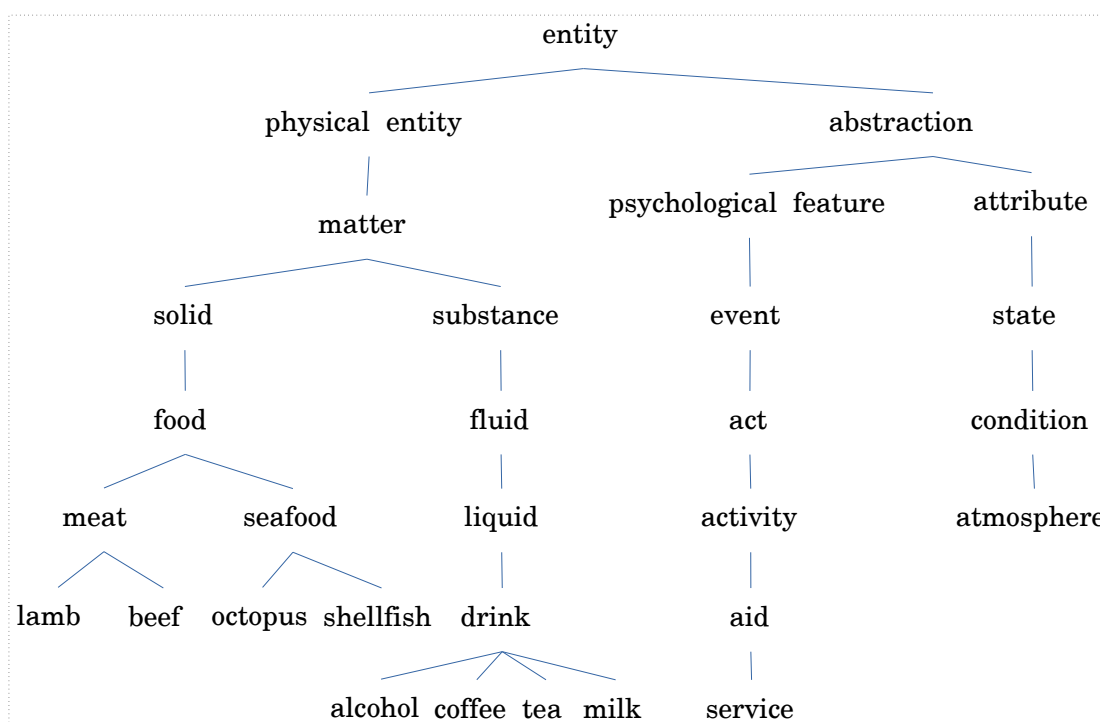 entity
physical entity abstraction
psychological feature attribute
matter
solid substance event state
food fluid act condition
meat seafood liquid activity atmosphere
lamb beef octopus shellfish drink aid
alcohol coffee tea milk service